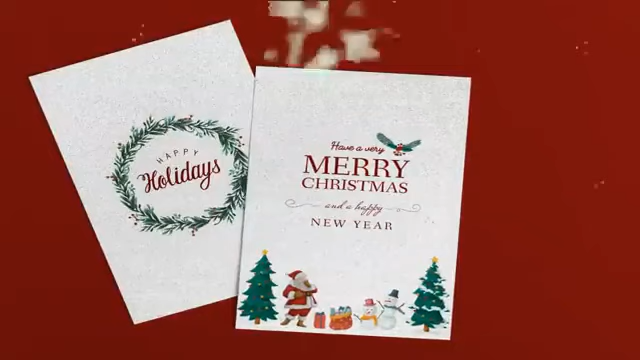 HAPPY
Holidays
Have a very
MERRY
CHRISTMAS
and a happy
NEW YEAR